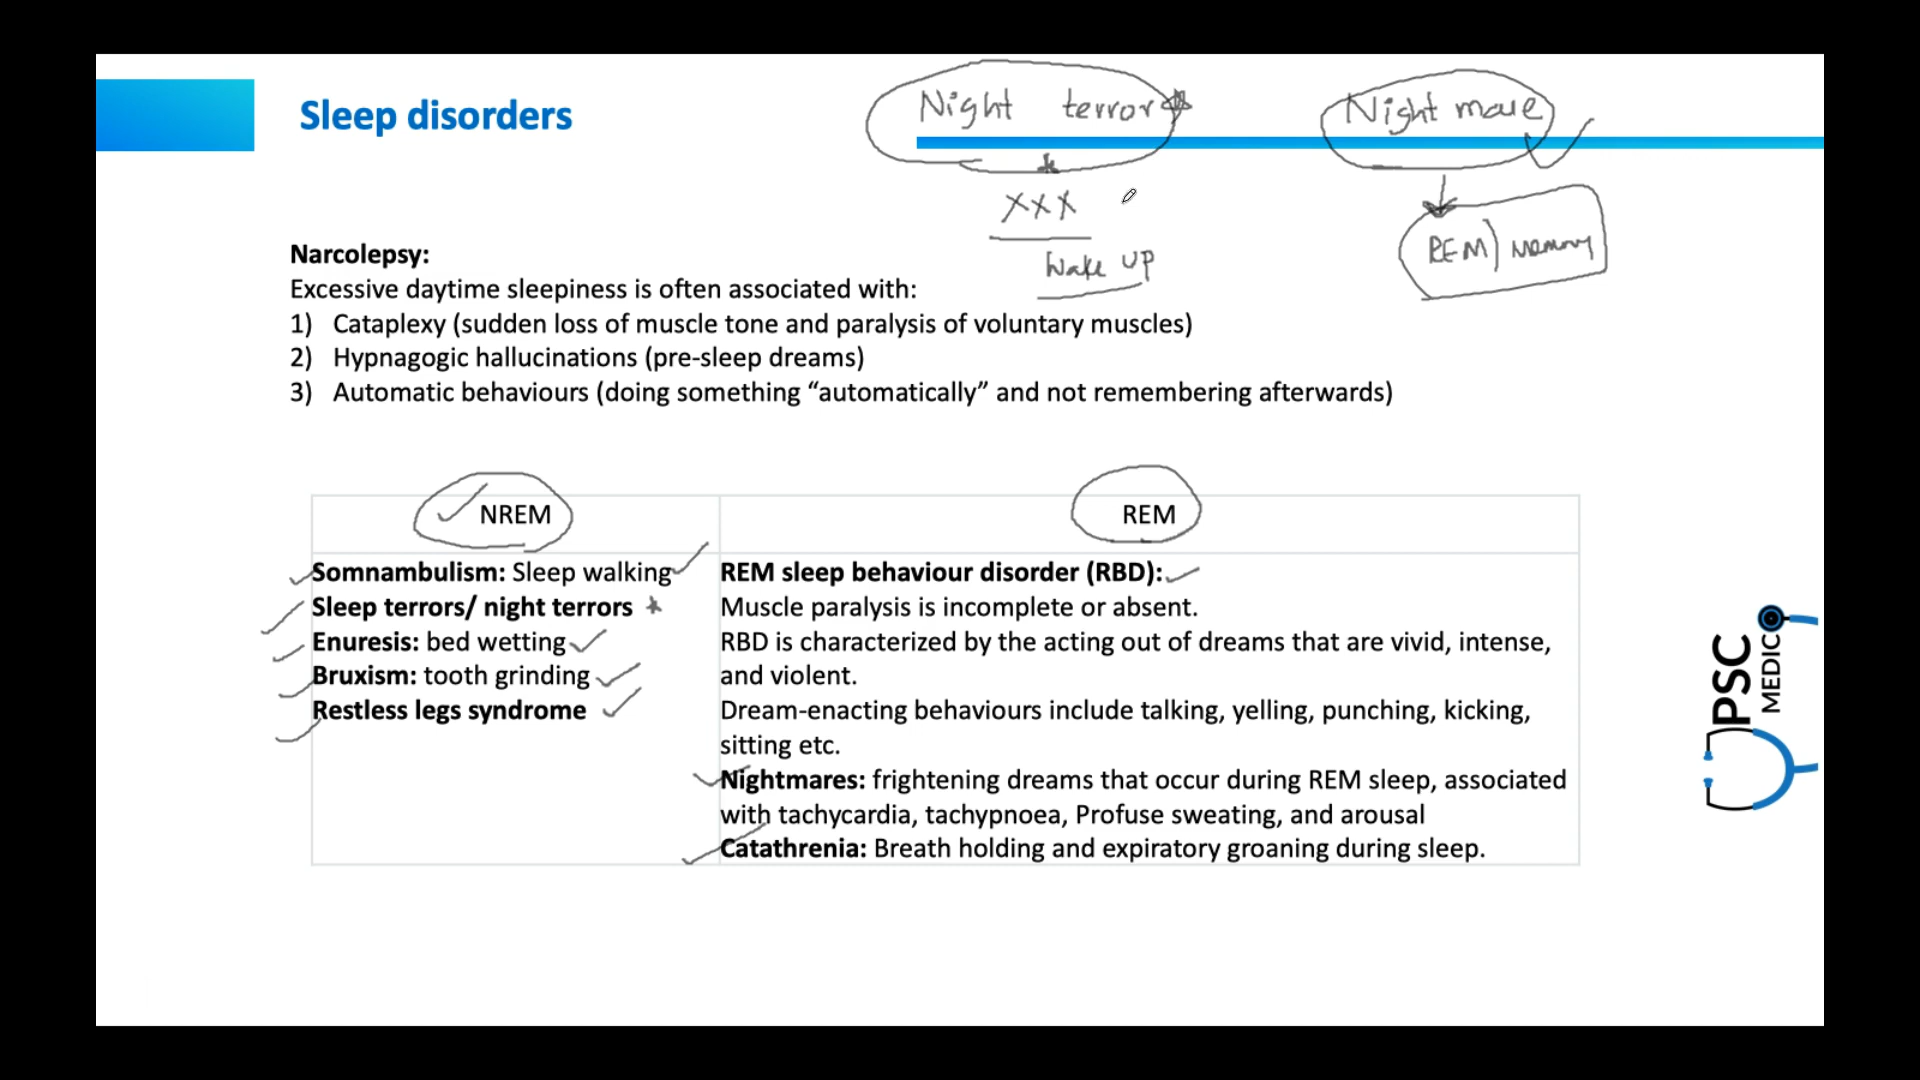 Sleep disorders
Night terror
Night mare
XXX
Wake UP
REM) Memory
Narcolepsy:
Excessive daytime sleepiness is often associated with:
1) Cataplexy (sudden loss of muscle tone and paralysis of voluntary muscles)
2) Hypnagogic hallucinations (pre-sleep dreams)
3) Automatic behaviours (doing something “automatically” and not remembering afterwards)
NREM
REM
Somnambulism: Sleep walking
Sleep terrors/ night terrors
Enuresis: bed wetting
Bruxism: tooth grinding
Restless legs syndrome
REM sleep behaviour disorder (RBD):
Muscle paralysis is incomplete or absent.
RBD is characterized by the acting out of dreams that are vivid, intense,
and violent.
Dream-enacting behaviours include talking, yelling, punching, kicking,
sitting etc.
Nightmares: frightening dreams that occur during REM sleep, associated
with tachycardia, tachypnoea, Profuse sweating, and arousal
Catathrenia: Breath holding and expiratory groaning during sleep.
UPSC
MEDICO